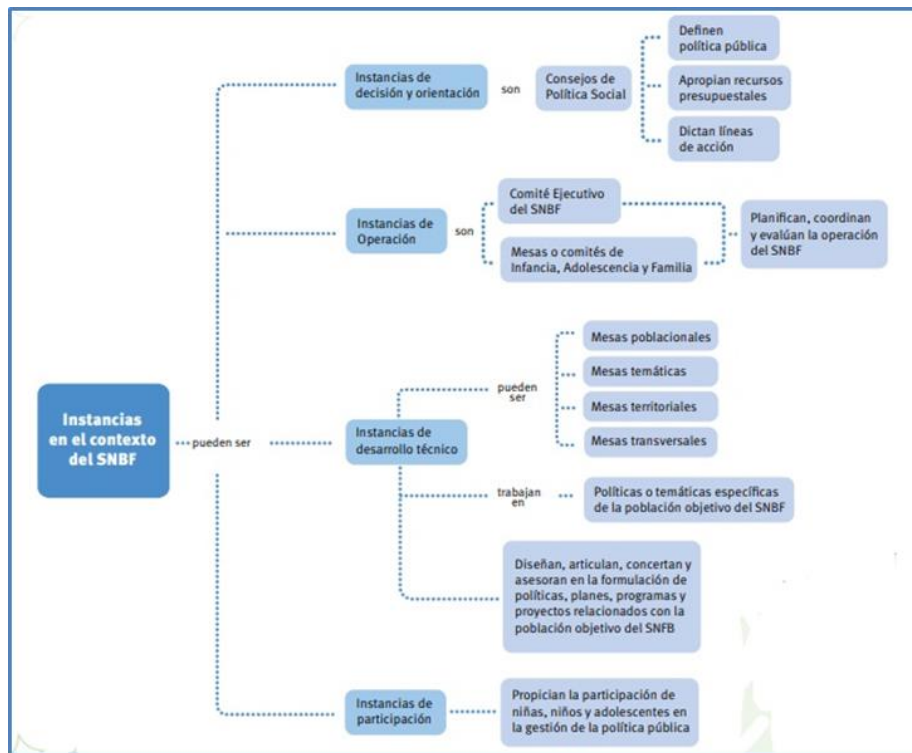 Instancias
en el contexto
del SNBF
pueden ser
Instancias de
decisión y orientación
son
Consejos de
Política Social
Definen
política pública
Apropian recursos
presupuestales
Dictan líneas
de acción
Instancias de
Operación
son
Comité Ejecutivo
del SNBF
Mesas o comités de
Infancia, Adolescencia y Familia
Planifican, coordinan
y evalúan la operación
del SNBF
Instancias de
desarrollo técnico
pueden
ser
Mesas poblacionales
Mesas temáticas
Mesas territoriales
Mesas transversales
trabajan
en
Políticas o temáticas específicas
de la población objetivo del SNBF
Diseñan, articulan, concertan y
asesoran en la formulación de
políticas, planes, programas y
proyectos relacionados con la
población objetivo del SNFB
Instancias de
participación
Propician la participación de
niñas, niños y adolescentes en
la gestión de la política pública